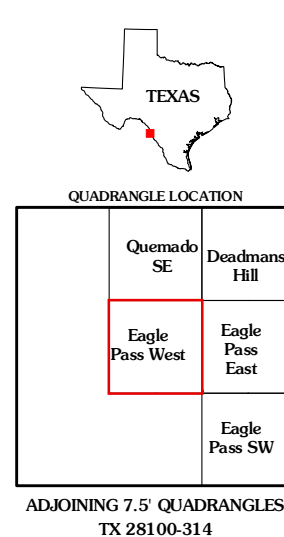 TEXAS
QUADRANGLE LOCATION
Quemado
SE
Deadmans
Hill
Eagle
Pass West
Eagle
Pass
East
Eagle
Pass SW
ADJOINING 7.5' QUADRANGLES
TX 28100-314